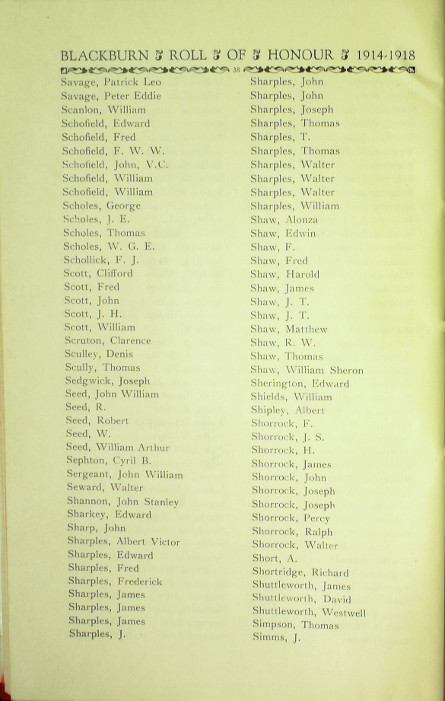 BLACKBURN ROLL OF HONOUR 1914-1918
38
Savage, Patrick Leo
Savage, Peter Eddie
Scanlon, William
Schofield, Edward
Schofield, Fred
Schofield, F. W. W.
Schofield, John, V.C.
Schofield, William
Schofield, William
Scholes, George
Scholes, J. E.
Scholes, Thomas
Scholes, W. G. E.
Schollick, F. J.
Scott, Clifford
Scott, Fred
Scott, John
Scott, J. H.
Scott, William
Scruton, Clarence
Sculley, Denis
Scully, Thomas
Sedgwick, Joseph
Seed, John William
Seed, R.
Seed, Robert
Seed, W.
Seed, William Arthur
Sephton, Cyril B.
Sergeant, John William
Seward, Walter
Shannon, John Stanley
Sharkey, Edward
Sharp, John
Sharples, Albert Victor
Sharples, Edward
Sharples, Fred
Sharples, Frederick
Sharples, James
Sharples, James
Sharples, James
Sharples, J.
Sharples, John
Sharples, John
Sharples, Joseph
Sharples, Thomas
Sharples, T.
Sharples, Thomas
Sharples, Walter
Sharples, Walter
Sharples, Walter
Sharples, William
Shaw, Alonza
Shaw, Edwin
Shaw, F.
Shaw, Fred
Shaw, Harold
Shaw, James
Shaw, J. T.
Shaw, J. T.
Shaw, Matthew
Shaw, R. W.
Shaw, Thomas
Shaw, William Sheron
Sherington, Edward
Shields, William
Shipley, Albert
Shorrock, F.
Shorrock, J. S.
Shorrock, H.
Shorrock, James
Shorrock, John
Shorrock, Joseph
Shorrock, Joseph
Shorrock, Percy
Shorrock, Ralph
Shorrock, Walter
Short, A.
Shortridge, Richard
Shuttleworth, James
Shuttleworth, David
Shuttleworth, Westwell
Simpson, Thomas
Simms, J.